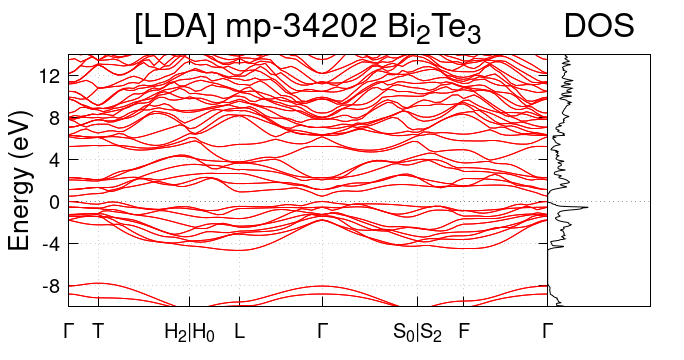 [LDA] mp-34202 Bi₂Te₃ DOS
Energy (eV)
12
8
4
0
-4
-8
Γ T H₂|H₀ L Γ S₀|S₂ F Γ